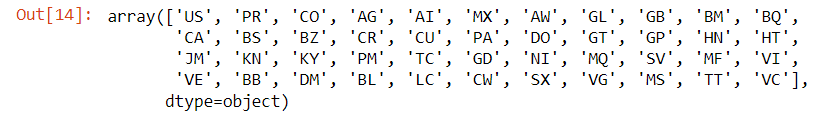 Out[14]: array(['US', 'PR', 'CO', 'AG', 'AI', 'MX', 'AW', 'GL', 'GB', 'BM', 'BQ',
'CA', 'BS', 'BZ', 'CR', 'CU', 'PA', 'DO', 'GT', 'GP', 'HN', 'HT',
'JM', 'KN', 'KY', 'PM', 'TC', 'GD', 'NI', 'MQ', 'SV', 'MF', 'VI',
'VE', 'BB', 'DM', 'BL', 'LC', 'CW', 'SX', 'VG', 'MS', 'TT', 'VC'],
dtype=object)